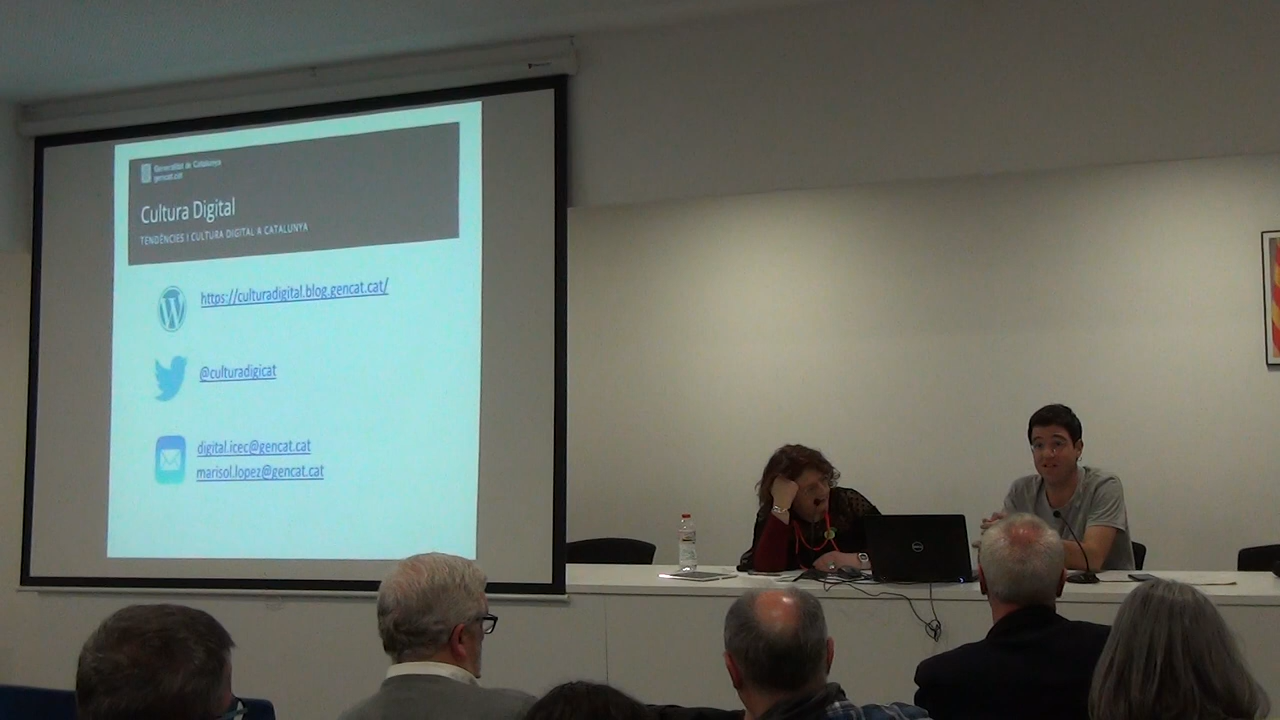 Generalitat de Catalunya
gencat.cat
Cultura Digital
TENDÈNCIES I CULTURA DIGITAL A CATALUNYA
https://culturadigital.blog.gencat.cat/
@culturadigicat
digital.icec@gencat.cat
marisol.lopez@gencat.cat
DELL